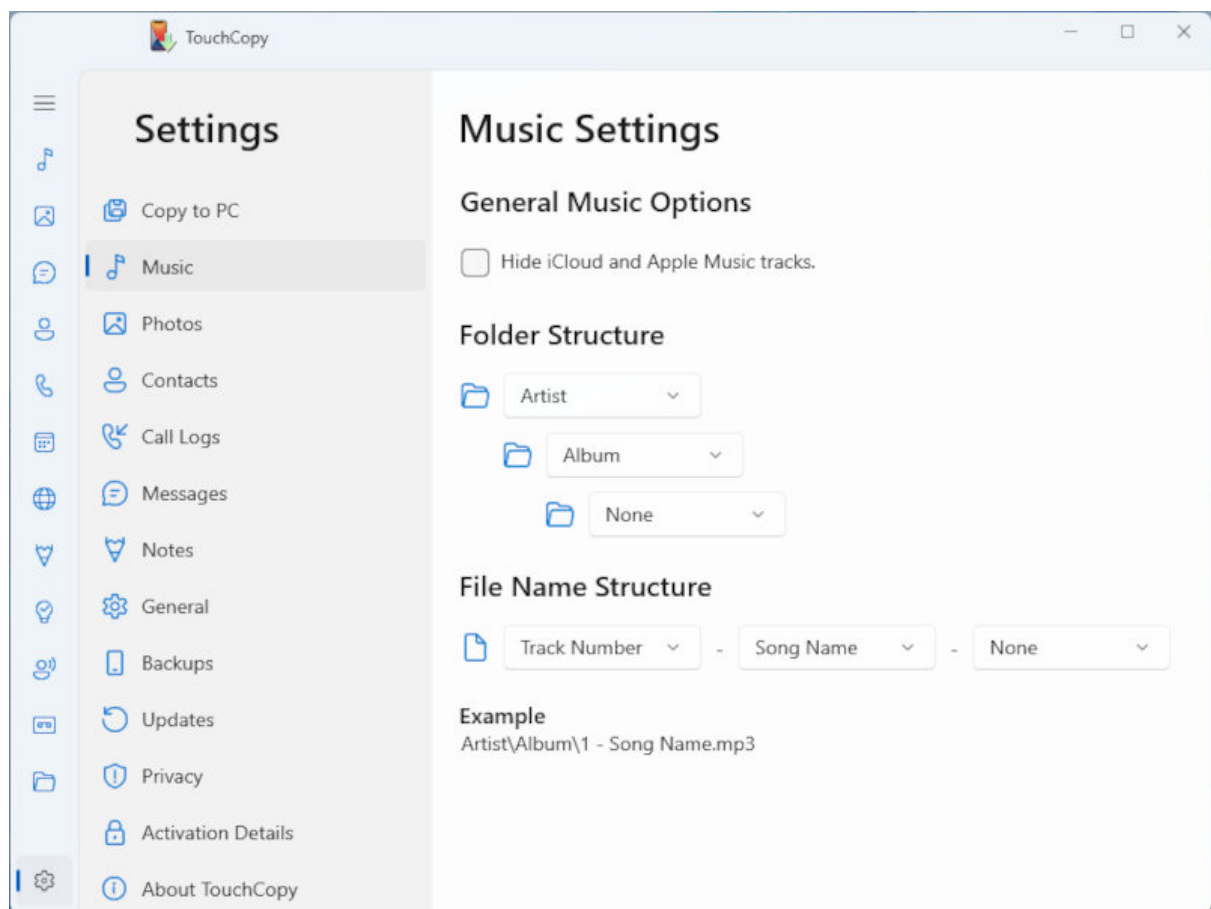 TouchCopy
Settings
Copy to PC
Music
Photos
Contacts
Call Logs
Messages
Notes
General
Backups
Updates
Privacy
Activation Details
About TouchCopy
Music Settings
General Music Options
Hide iCloud and Apple Music tracks.
Folder Structure
Artist
Album
None
File Name Structure
Track Number - Song Name - None
Example
Artist\Album\1 - Song Name.mp3